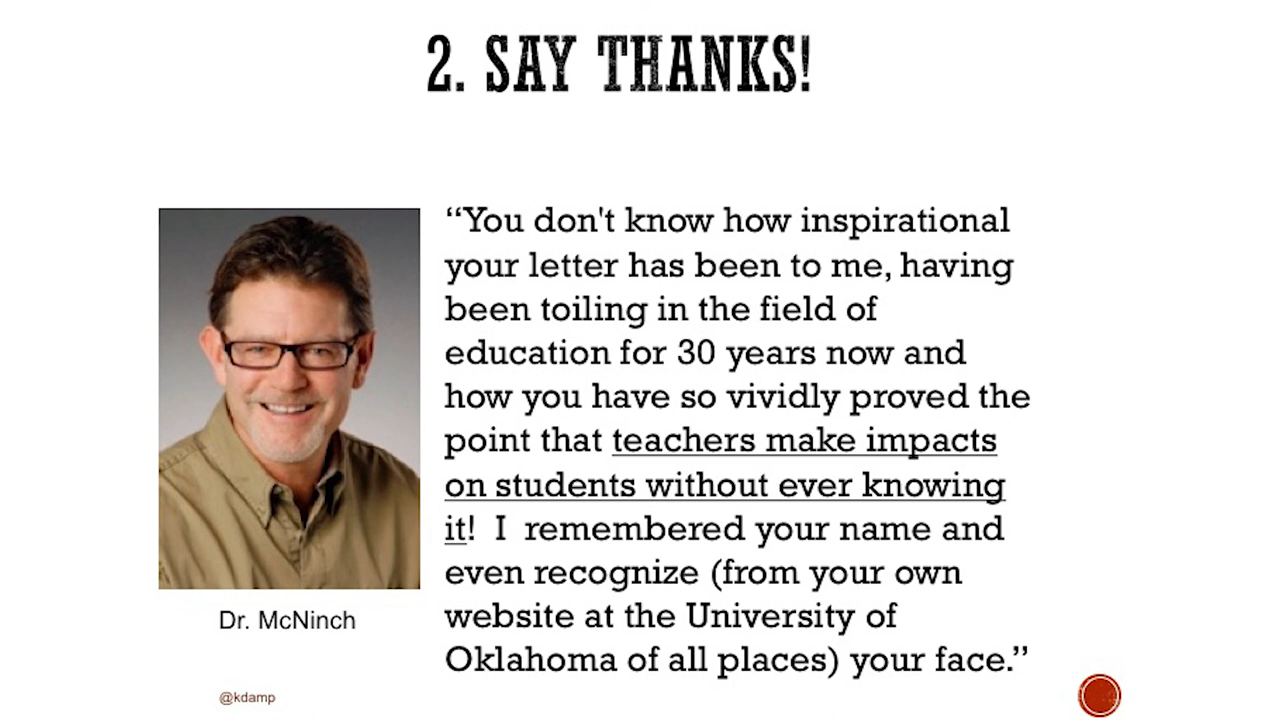 2. SAY THANKS!
“You don't know how inspirational
your letter has been to me, having
been toiling in the field of
education for 30 years now and
how you have so vividly proved the
point that teachers make impacts
on students without ever knowing
it!  I  remembered your name and
even recognize (from your own
website at the University of
Oklahoma of all places) your face.”
Dr. McNinch
@kdamp